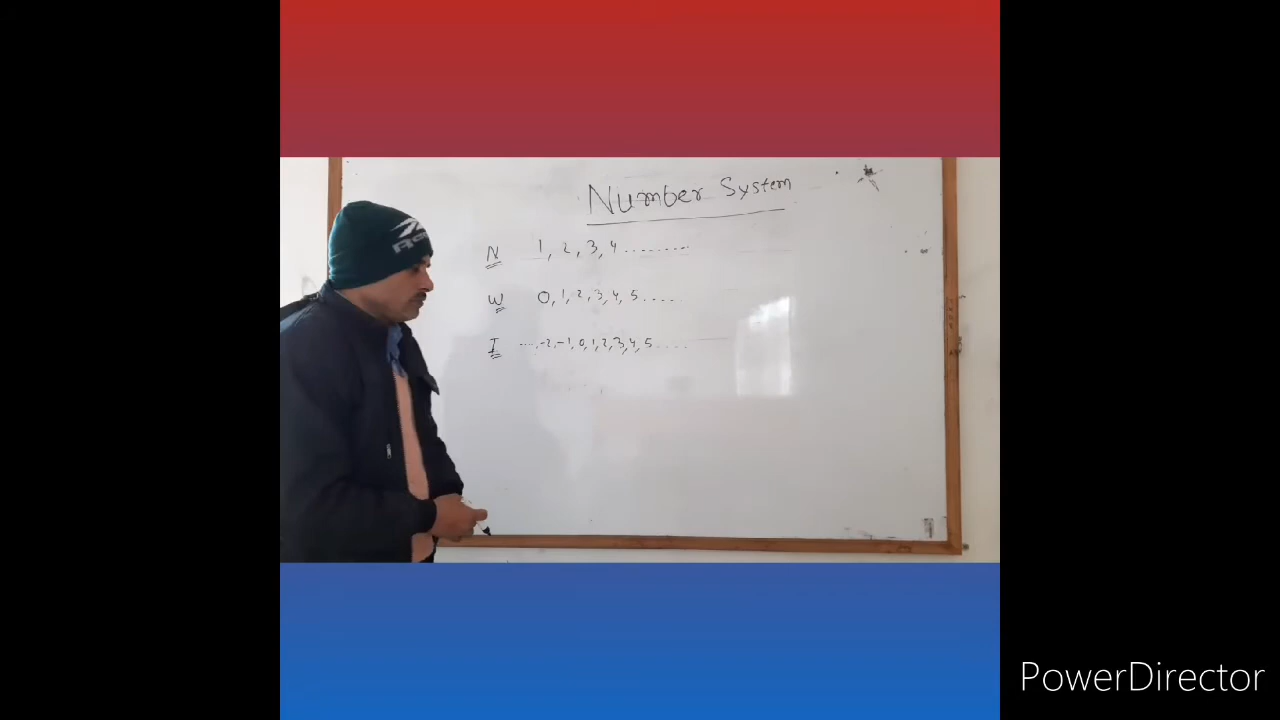 Number System
N 1, 2, 3, 4 ........
W 0, 1, 2, 3, 4, 5 .....
I ...., -2, -1, 0, 1, 2, 3, 4, 5 .....
PowerDirector